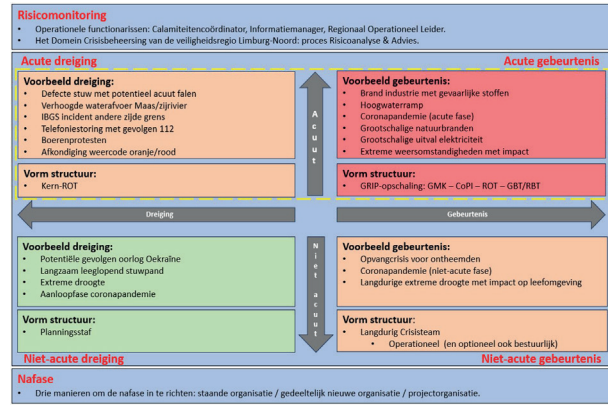 Risicomonitoring
• Operationele functionarissen: Calamiteitencoördinator, Informatiemanager, Regionaal Operationeel Leider.
• Het Domein Crisisbeheersing van de veiligheidsregio Limburg-Noord: proces Risicoanalyse & Advies.
Acute dreiging
Acute gebeurtenis
Voorbeeld dreiging:
• Defecte stuw met potentieel acuut falen
• Verhoogde waterafvoer Maas/zijrivier
• IBGS incident andere zijde grens
• Telefoniestoring met gevolgen 112
• Boerenprotesten
• Afkondiging weercode oranje/rood
Vorm structuur:
• Kern-ROT
Acuut
Voorbeeld gebeurtenis:
• Brand industrie met gevaarlijke stoffen
• Hoogwaterramp
• Coronapandemie (acute fase)
• Grootschalige natuurbranden
• Grootschalige uitval elektriciteit
• Extreme weersomstandigheden met impact
Vorm structuur:
• GRIP-opschaling: GMK – CoPI – ROT – GBT/RBT
Dreiging
Gebeurtenis
Voorbeeld dreiging:
• Potentiële gevolgen oorlog Oekraïne
• Langzaam leeglopend stuwpand
• Extreme droogte
• Aanloopfase coronapandemie
Vorm structuur:
• Planningsstaf
Niet acuut
Voorbeeld gebeurtenis:
• Opvangcrisis voor ontheemden
• Coronapandemie (niet-acute fase)
• Langdurige extreme droogte met impact op leefomgeving
Vorm structuur:
• Langdurig Crisisteam
• Operationeel (en optioneel ook bestuurlijk)
Niet-acute dreiging
Niet-acute gebeurtenis
Nafase
• Drie manieren om de nafase in te richten: staande organisatie / gedeeltelijk nieuwe organisatie / projectorganisatie.